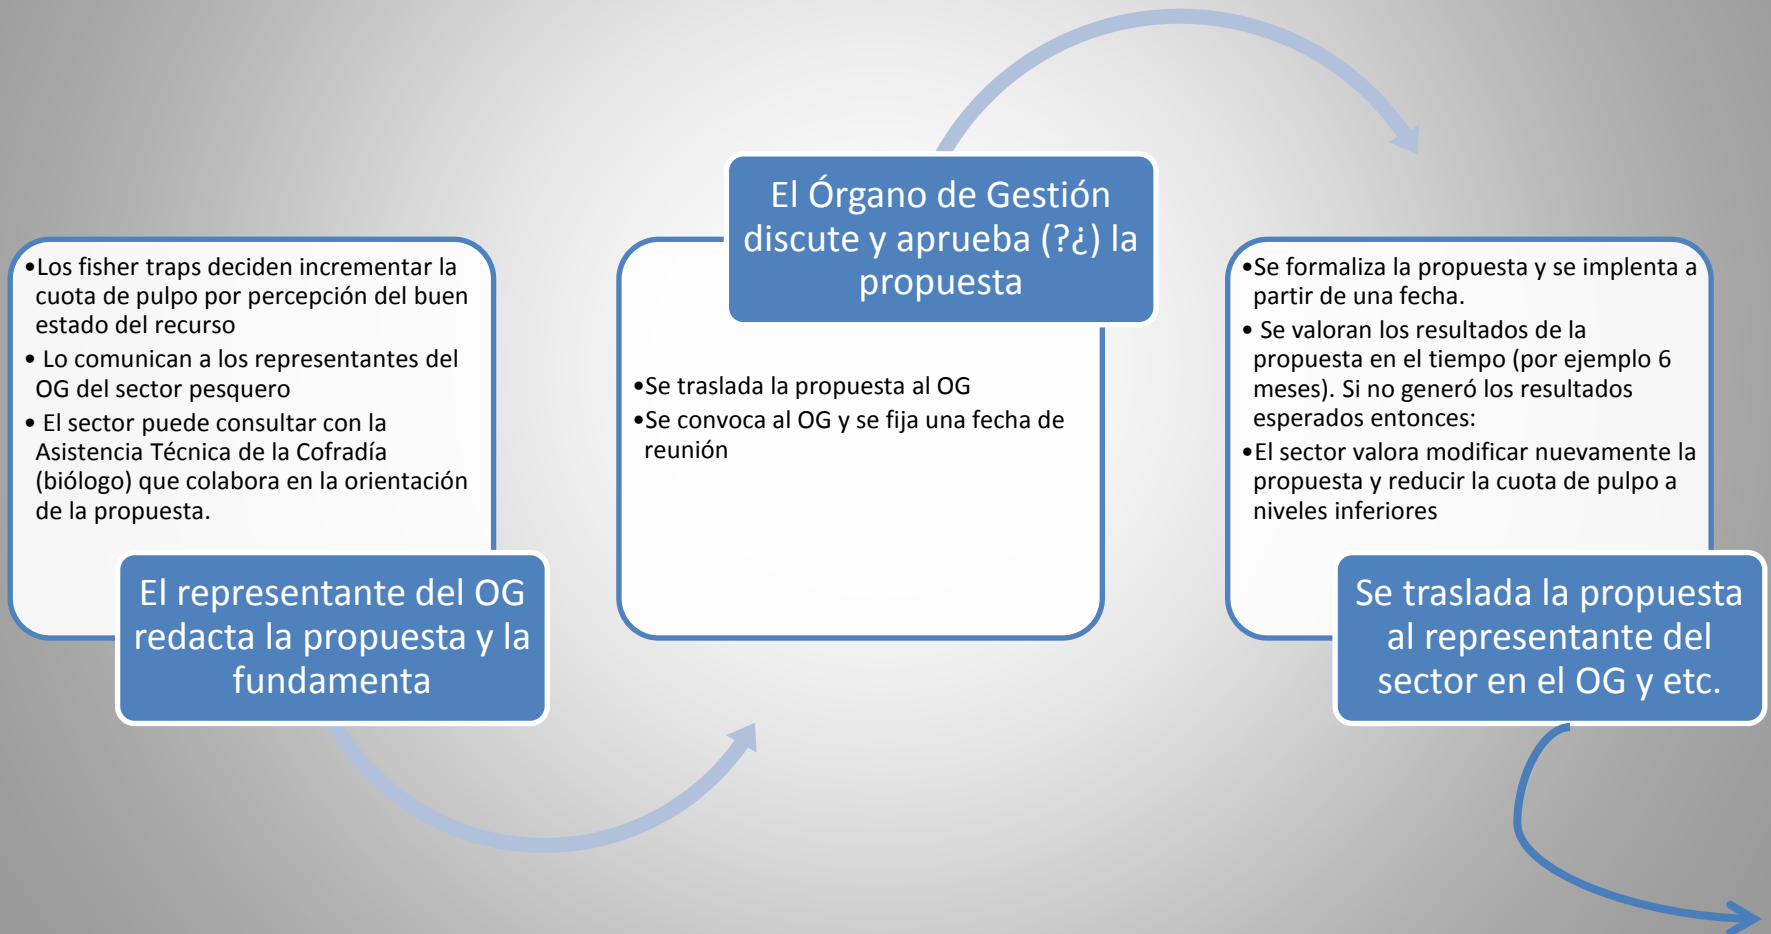 •Los fisher traps deciden incrementar la
cuota de pulpo por percepción del buen
estado del recurso
• Lo comunican a los representantes del
OG del sector pesquero
• El sector puede consultar con la
Asistencia Técnica de la Cofradía
(biólogo) que colabora en la orientación
de la propuesta.
El representante del OG
redacta la propuesta y la
fundamenta
El Órgano de Gestión
discute y aprueba (?¿) la
propuesta
•Se traslada la propuesta al OG
•Se convoca al OG y se fija una fecha de
reunión
•Se formaliza la propuesta y se implenta a
partir de una fecha.
• Se valoran los resultados de la
propuesta en el tiempo (por ejemplo 6
meses). Si no generó los resultados
esperados entonces:
•El sector valora modificar nuevamente la
propuesta y reducir la cuota de pulpo a
niveles inferiores
Se traslada la propuesta
al representante del
sector en el OG y etc.